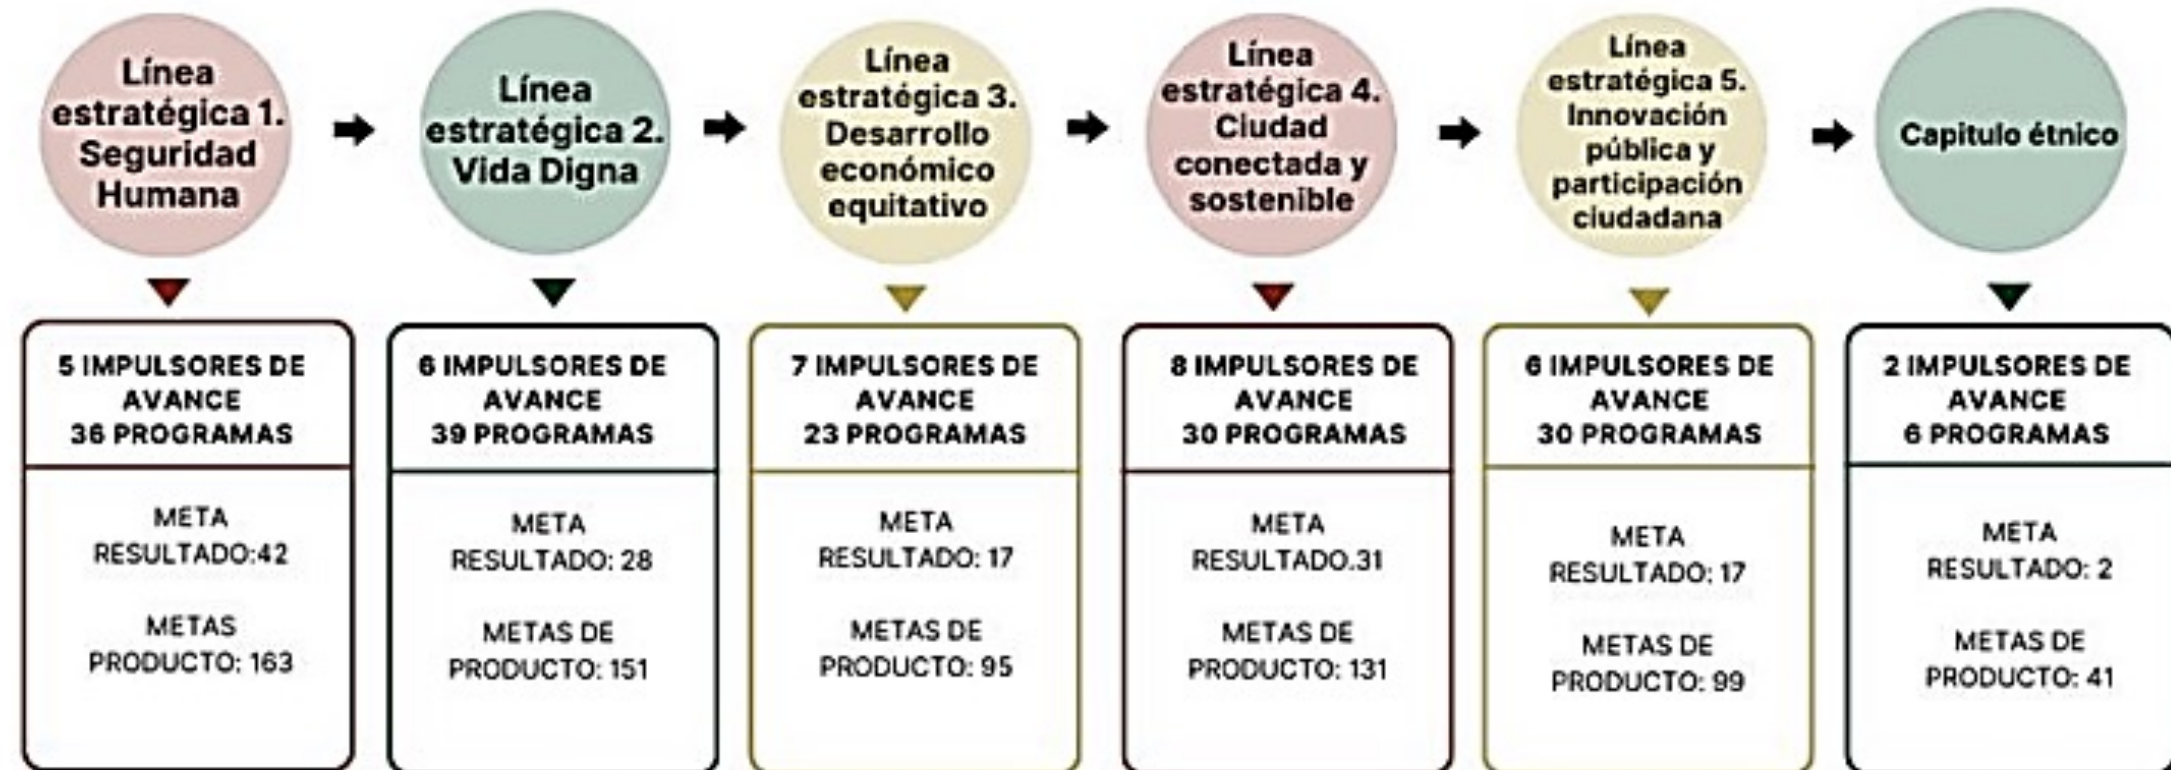 Línea
estratégica 1.
Seguridad
Humana
Línea
estratégica 2.
Vida Digna
Línea
estratégica 3.
Desarrollo
económico
equitativo
Línea
estratégica 4.
Ciudad
conectada y
sostenible
Línea
estratégica 5.
Innovación
pública y
participación
ciudadana
Capitulo étnico
5 IMPULSORES DE
AVANCE
36 PROGRAMAS
META
RESULTADO:42
METAS
PRODUCTO: 163
6 IMPULSORES DE
AVANCE
39 PROGRAMAS
META
RESULTADO: 28
METAS DE
PRODUCTO: 151
7 IMPULSORES DE
AVANCE
23 PROGRAMAS
META
RESULTADO: 17
METAS DE
PRODUCTO: 95
8 IMPULSORES DE
AVANCE
30 PROGRAMAS
META
RESULTADO.31
METAS DE
PRODUCTO: 131
6 IMPULSORES DE
AVANCE
30 PROGRAMAS
META
RESULTADO: 17
METAS DE
PRODUCTO: 99
2 IMPULSORES DE
AVANCE
6 PROGRAMAS
META
RESULTADO: 2
METAS DE
PRODUCTO: 41